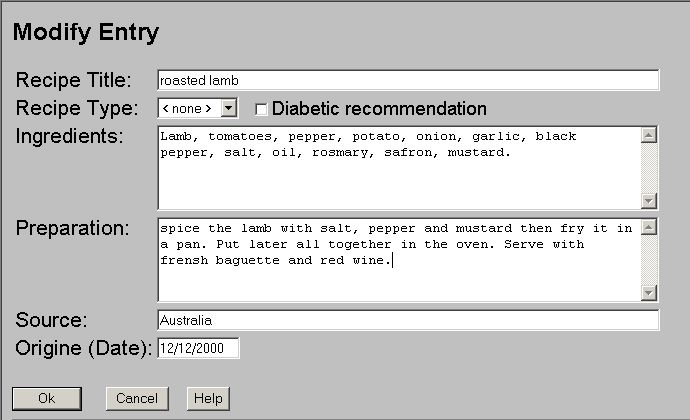 Modify Entry
Recipe Title: roasted lamb
Recipe Type: < none > Diabetic recommendation
Ingredients: Lamb, tomatoes, pepper, potato, onion, garlic, black
pepper, salt, oil, rosmary, safron, mustard.
Preparation: spice the lamb with salt, pepper and mustard then fry it in
a pan. Put later all together in the oven. Serve with
frensh baguette and red wine.
Source: Australia
Origine (Date): 12/12/2000
Ok Cancel Help